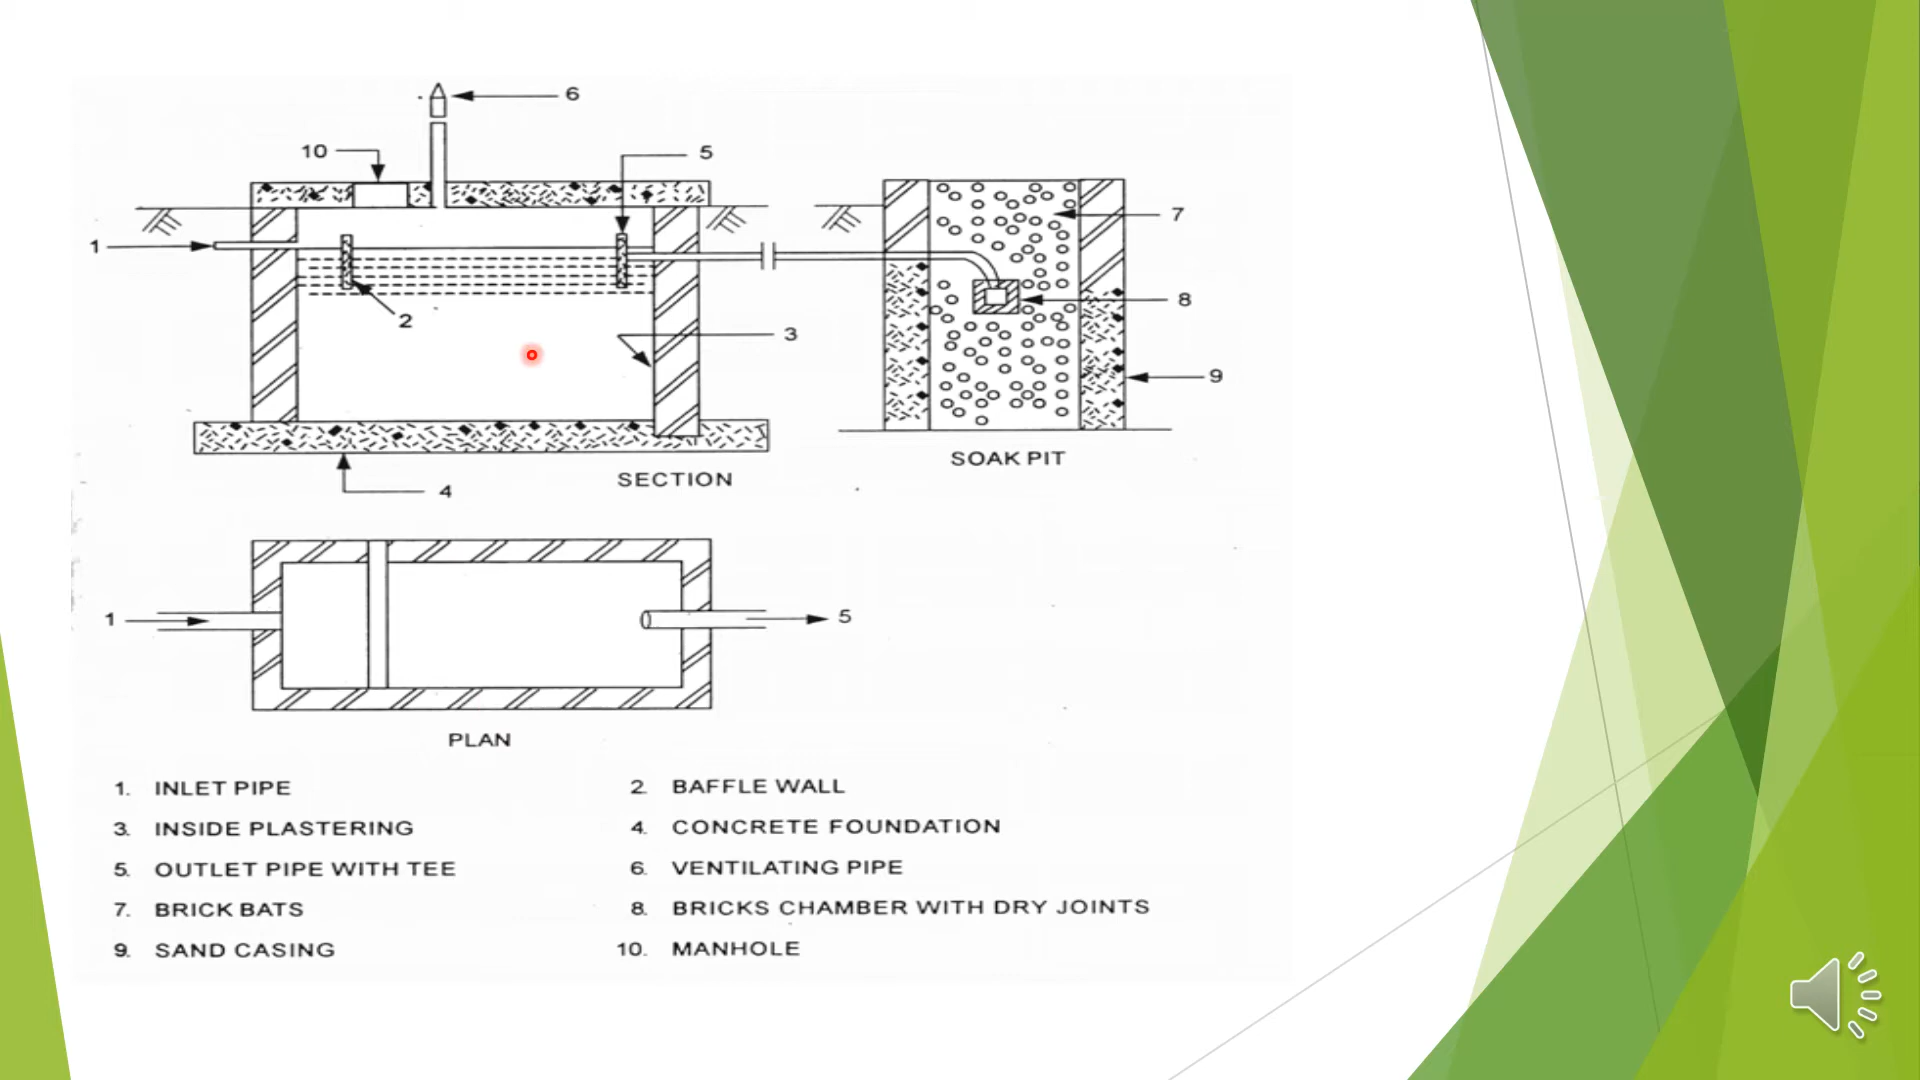 6
10
5
1
7
2
8
3
9
SOAK PIT
SECTION
4
1
5
PLAN
1. INLET PIPE
2. BAFFLE WALL
3. INSIDE PLASTERING
4. CONCRETE FOUNDATION
5. OUTLET PIPE WITH TEE
6. VENTILATING PIPE
7. BRICK BATS
8. BRICKS CHAMBER WITH DRY JOINTS
9. SAND CASING
10. MANHOLE